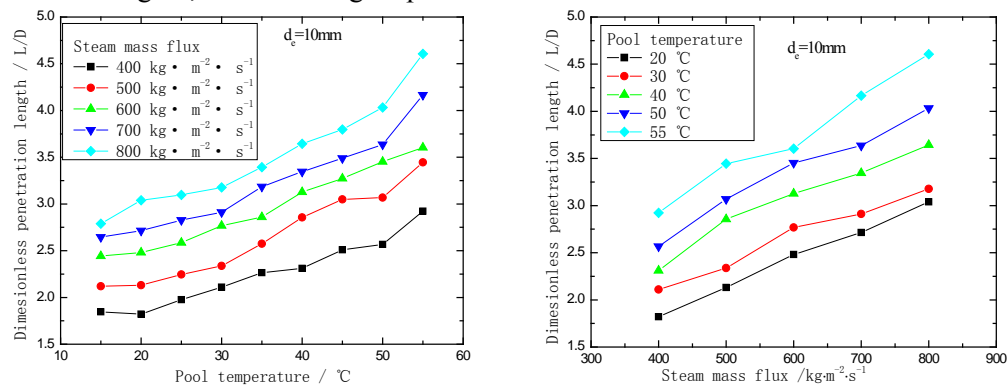 5.0
4.5
4.0
3.5
3.0
2.5
2.0
1.5
10 20 30 40 50 60
Dimesionless penetration length / L/D
Pool temperature / ℃
dₑ=10mm
Steam mass flux
400 kg• m⁻²• s⁻¹
500 kg• m⁻²• s⁻¹
600 kg• m⁻²• s⁻¹
700 kg• m⁻²• s⁻¹
800 kg• m⁻²• s⁻¹
5.0
4.5
4.0
3.5
3.0
2.5
2.0
1.5
300 400 500 600 700 800 900
Dimesionless penetration length / L/D
Steam mass flux /kg·m⁻²·s⁻¹
dₑ=10mm
Pool temperature
20 ℃
30 ℃
40 ℃
50 ℃
55 ℃